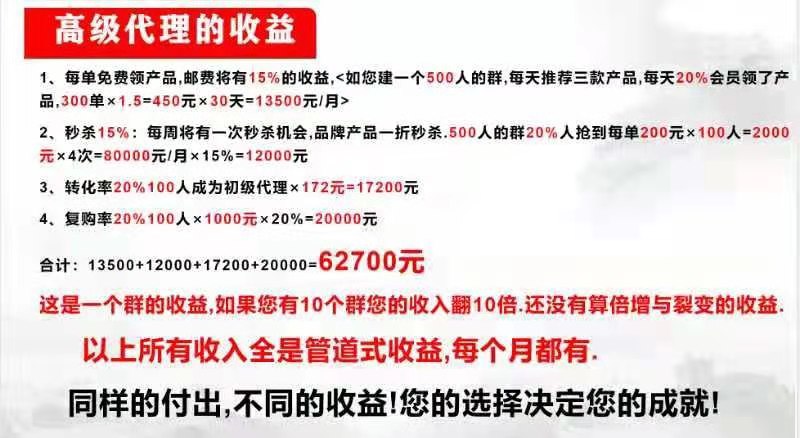 高级代理的收益
1、每单免费领产品,邮费将有15%的收益,<如您建一个500人的群,每天推荐三款产品,每天20%会员领了产
品,300单×1.5=450元×30天=13500元/月>
2、秒杀15%：每周将有一次秒杀机会,品牌产品一折秒杀.500人的群20%人抢到每单200元×100人=2000
元×4次=80000元/月×15%=12000元
3、转化率20%100人成为初级代理×172元=17200元
4、复购率20%100人×1000元×20%=20000元
合计：13500+12000+17200+20000=62700元
这是一个群的收益,如果您有10个群您的收入翻10倍.还没有算倍增与裂变的收益.
以上所有收入全是管道式收益,每个月都有.
同样的付出,不同的收益!您的选择决定您的成就!